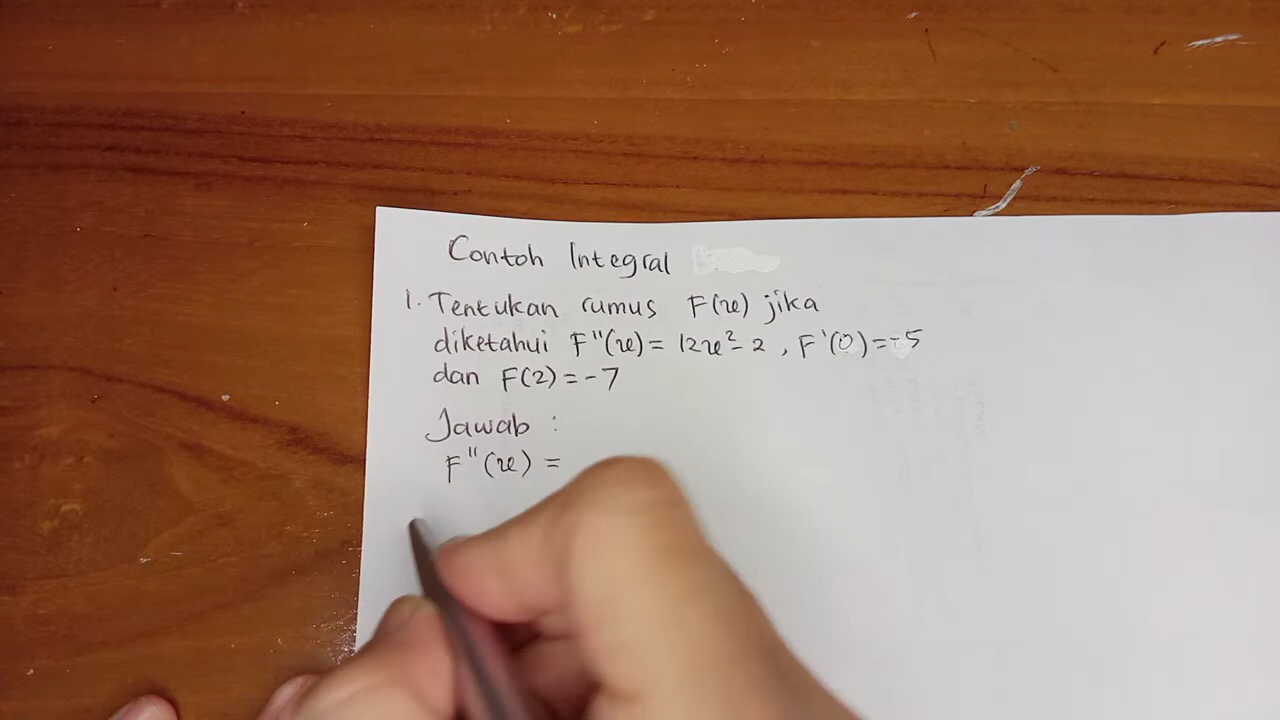 Contoh Integral
1. Tentukan rumus F(x) jika
diketahui F''(x) = 12x² - 2 , F'(0) = -5
dan F(2) = -7
Jawab :
F''(x) =